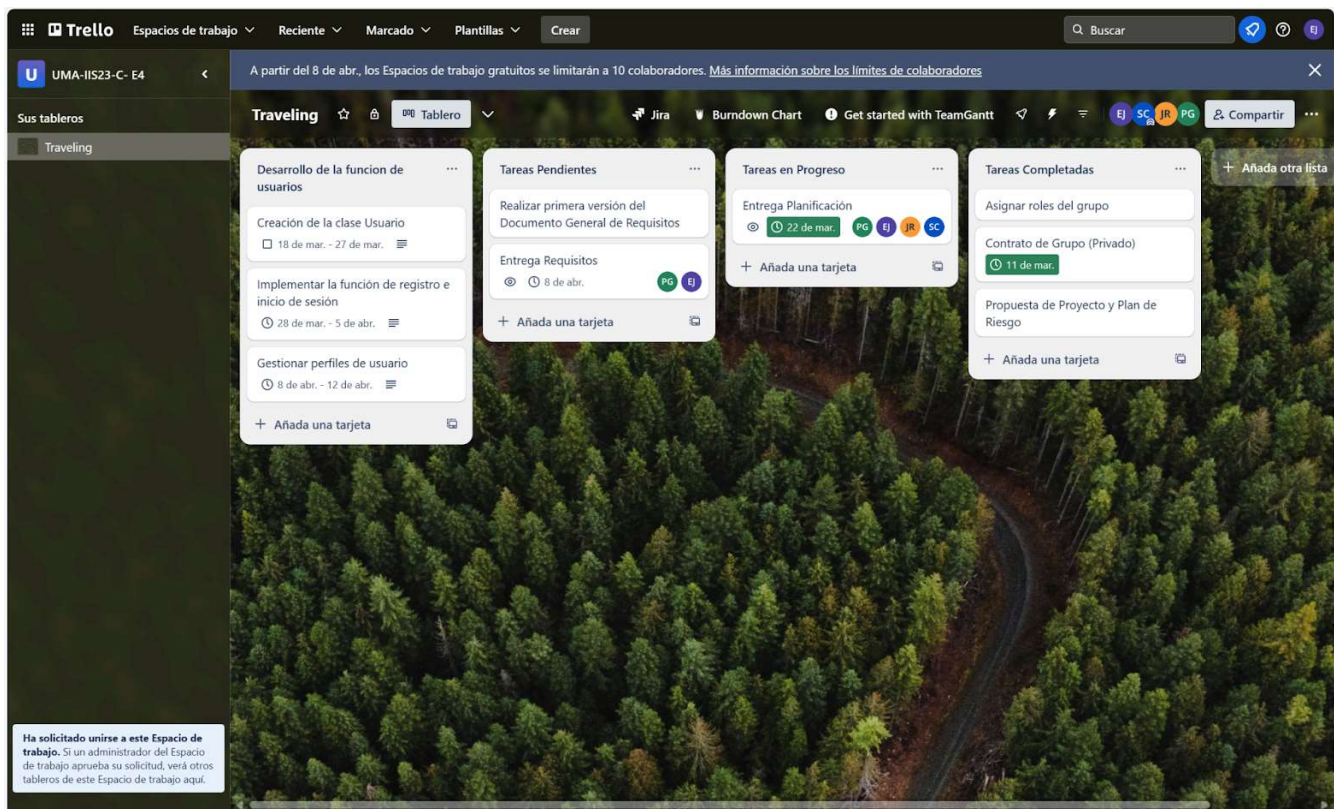 Trello
Espacios de trabajo
Reciente
Marcado
Plantillas
Crear
Buscar
EJ
U
UMA-IIS23-C- E4
A partir del 8 de abr., los Espacios de trabajo gratuitos se limitarán a 10 colaboradores. Más información sobre los límites de colaboradores
Sus tableros
Traveling
Traveling
Tablero
Jira
Burndown Chart
Get started with TeamGantt
EJ
SC
JR
PG
Compartir
Desarrollo de la funcion de
usuarios
Creación de la clase Usuario
18 de mar. - 27 de mar.
Implementar la función de registro e
inicio de sesión
28 de mar. - 5 de abr.
Gestionar perfiles de usuario
8 de abr. - 12 de abr.
+ Añada una tarjeta
Tareas Pendientes
Realizar primera versión del
Documento General de Requisitos
Entrega Requisitos
8 de abr.
PG
EJ
+ Añada una tarjeta
Tareas en Progreso
Entrega Planificación
22 de mar.
PG
EJ
JR
SC
+ Añada una tarjeta
Tareas Completadas
Asignar roles del grupo
Contrato de Grupo (Privado)
11 de mar.
Propuesta de Proyecto y Plan de
Riesgo
+ Añada una tarjeta
+ Añada otra lista
Ha solicitado unirse a este Espacio de
trabajo. Si un administrador del Espacio
de trabajo aprueba su solicitud, verá otros
tableros de este Espacio de trabajo aquí.